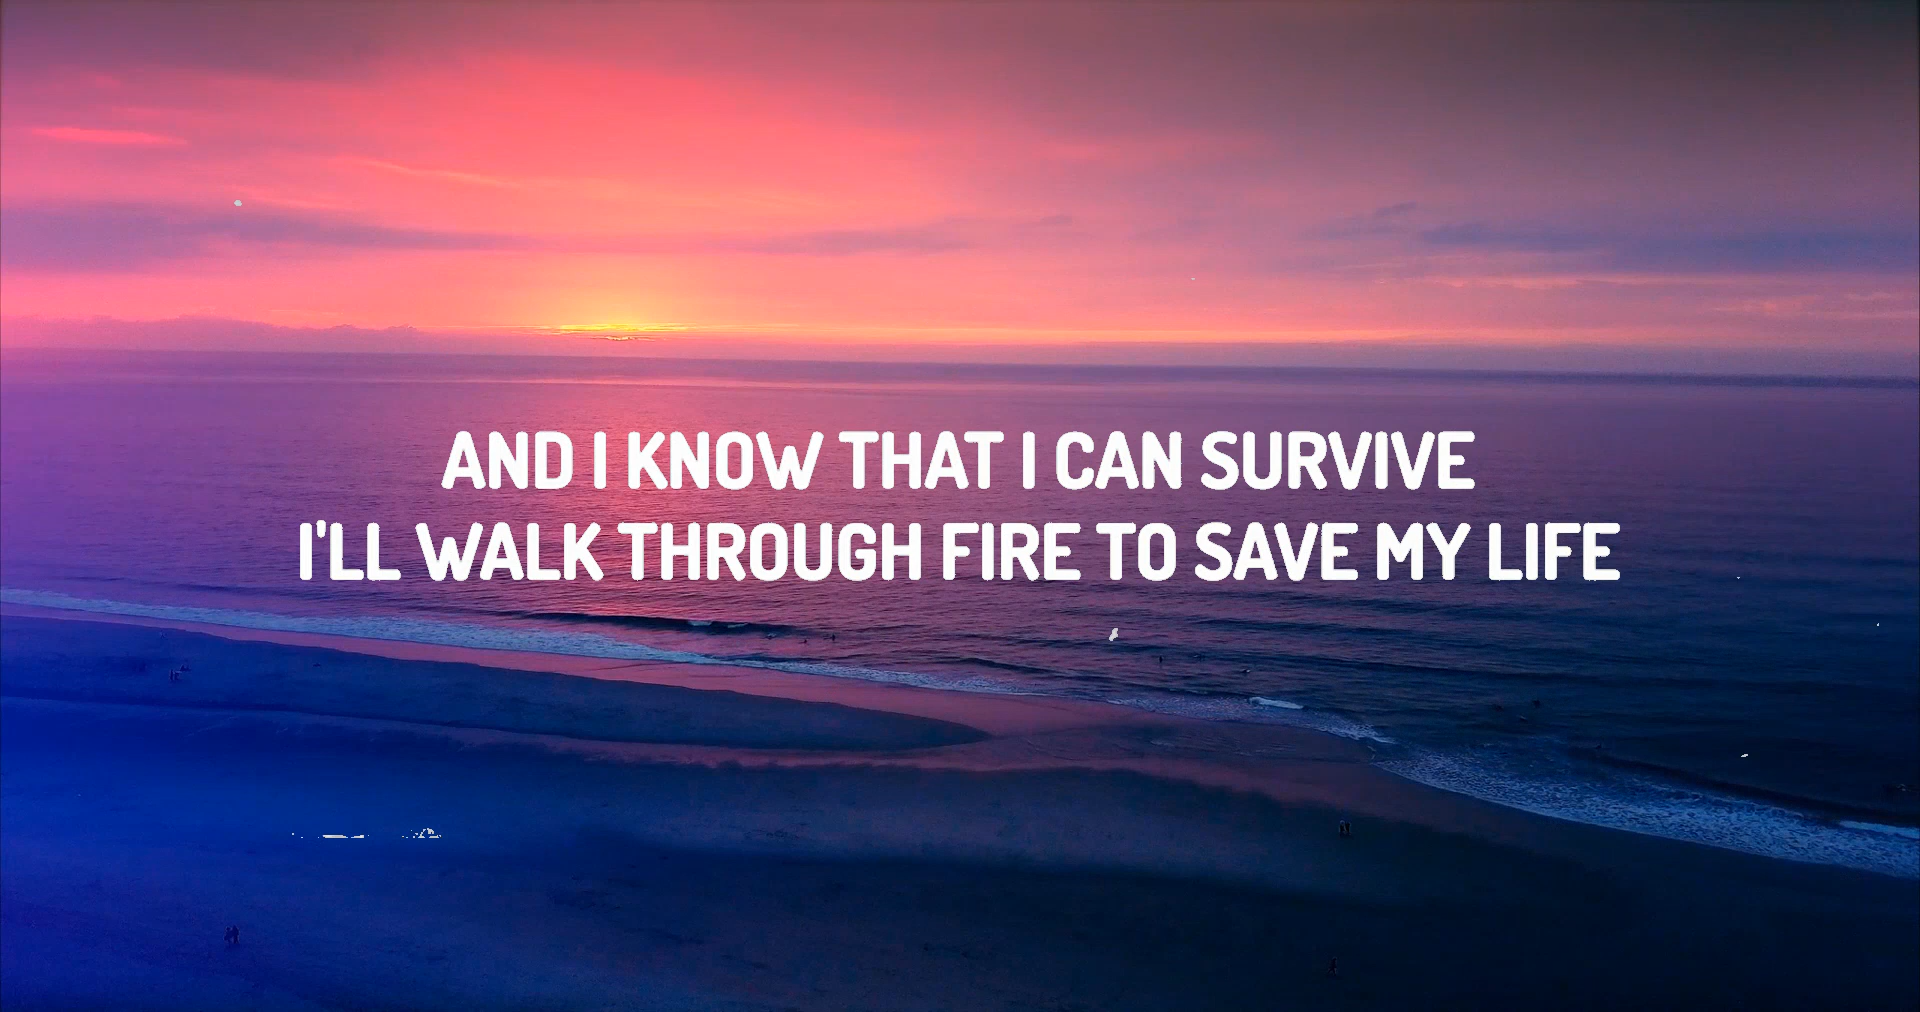 AND I KNOW THAT I CAN SURVIVE
I'LL WALK THROUGH FIRE TO SAVE MY LIFE